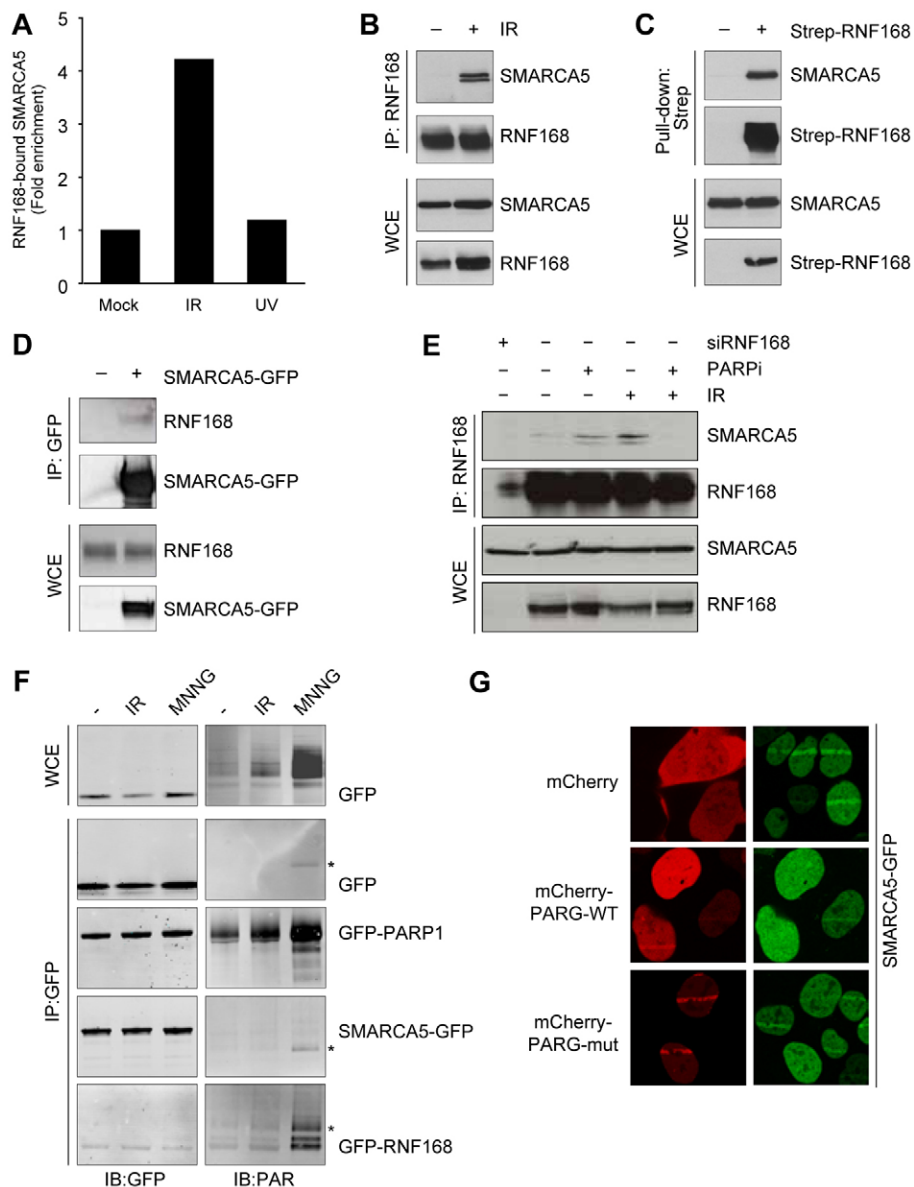 A
RNF168-bound SMARCA5
(Fold enrichment)
5
4
3
2
1
0
Mock IR UV
B
– + IR
IP: RNF168
SMARCA5
RNF168
WCE
SMARCA5
RNF168
C
– + Strep-RNF168
Pull-down:
Strep
SMARCA5
Strep-RNF168
WCE
SMARCA5
Strep-RNF168
D
– + SMARCA5-GFP
IP: GFP
RNF168
SMARCA5-GFP
WCE
RNF168
SMARCA5-GFP
E
+ – – – – siRNF168
– – + – + PARPi
– – – + + IR
IP: RNF168
SMARCA5
RNF168
WCE
SMARCA5
RNF168
F
- IR MNNG - IR MNNG
WCE
GFP
IP:GFP
*
GFP
GFP-PARP1
SMARCA5-GFP
*
*
GFP-RNF168
IB:GFP IB:PAR
G
mCherry
mCherry-
PARG-WT
mCherry-
PARG-mut
SMARCA5-GFP